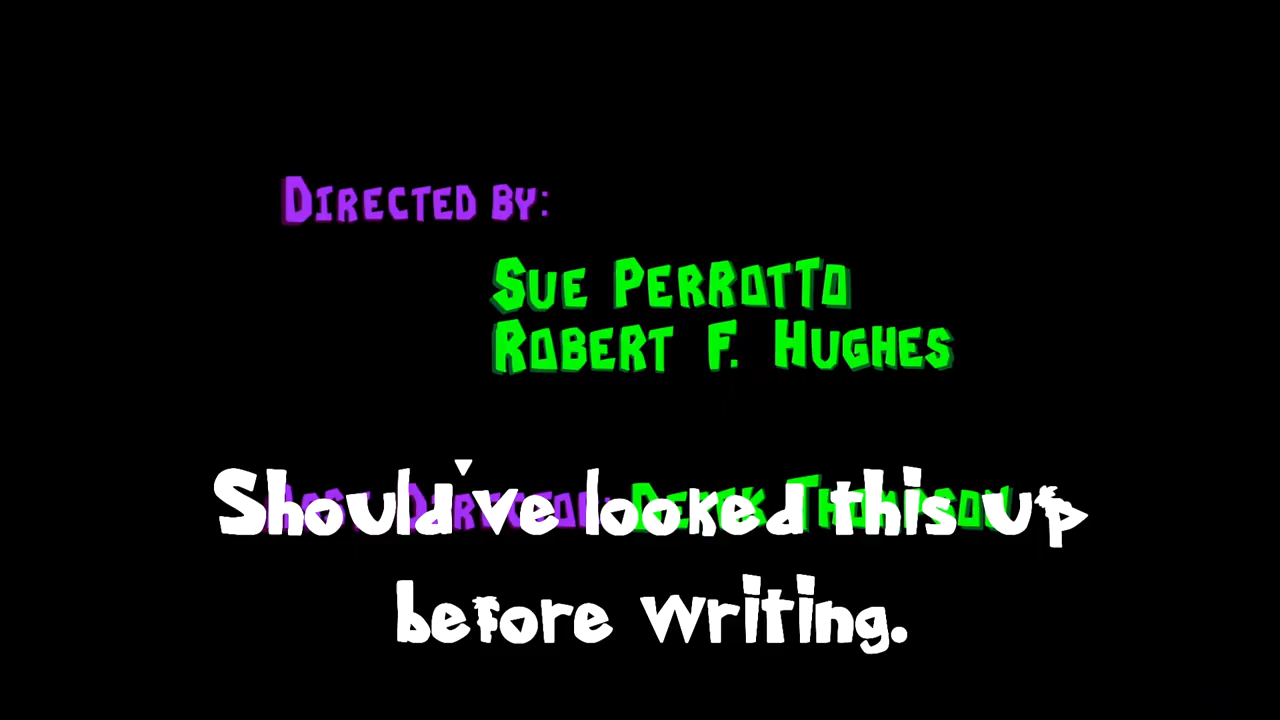 Directed by:
Sue Perrotto
Robert F. Hughes
Should've looked this up
before writing.